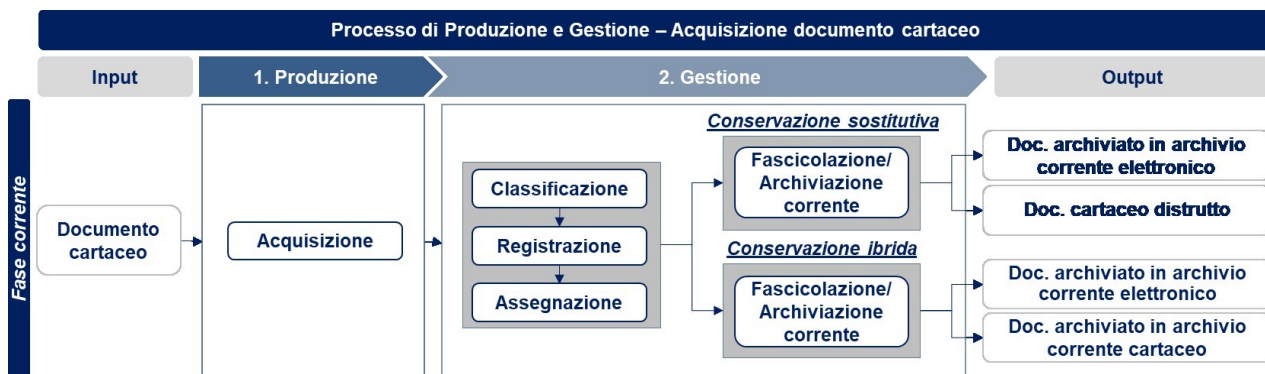 Processo di Produzione e Gestione – Acquisizione documento cartaceo
Input
1. Produzione
2. Gestione
Output
Fase corrente
Documento
cartaceo
Acquisizione
Classificazione
Registrazione
Assegnazione
Conservazione sostitutiva
Fascicolazione/
Archiviazione
corrente
Conservazione ibrida
Fascicolazione/
Archiviazione
corrente
Doc. archiviato in archivio
corrente elettronico
Doc. cartaceo distrutto
Doc. archiviato in archivio
corrente elettronico
Doc. archiviato in archivio
corrente cartaceo